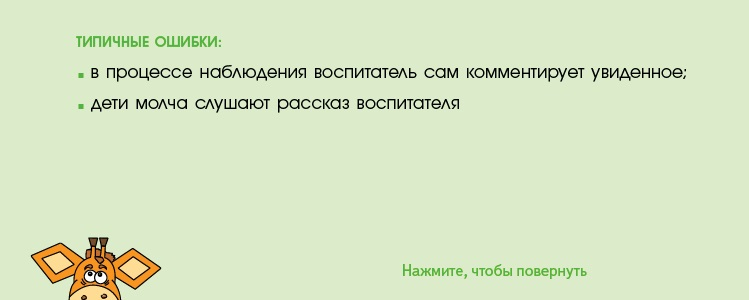 ТИПИЧНЫЕ ОШИБКИ:
▪ в процессе наблюдения воспитатель сам комментирует увиденное;
▪ дети молча слушают рассказ воспитателя
Нажмите, чтобы повернуть